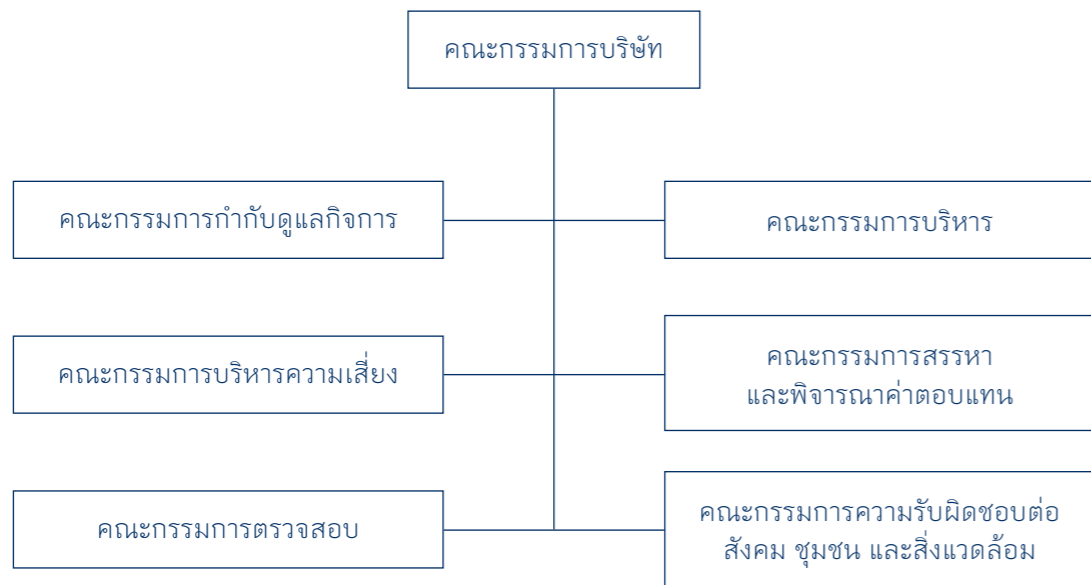 คณะกรรมการบริษัท
คณะกรรมการกำกับดูแลกิจการ
คณะกรรมการบริหาร
คณะกรรมการบริหารความเสี่ยง
คณะกรรมการสรรหา
และพิจารณาค่าตอบแทน
คณะกรรมการตรวจสอบ
คณะกรรมการความรับผิดชอบต่อ
สังคม ชุมชน และสิ่งแวดล้อม